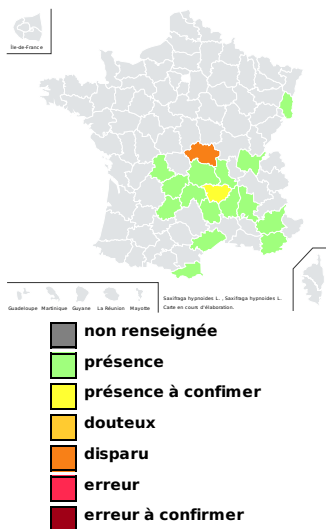 Île-de-France
Guadeloupe Martinique Guyane La Réunion Mayotte
Saxifraga hypnoides L. , Saxifraga hypnoides L.
Carte en cours d'élaboration.
non renseignée
présence
présence à confimer
douteux
disparu
erreur
erreur à confirmer